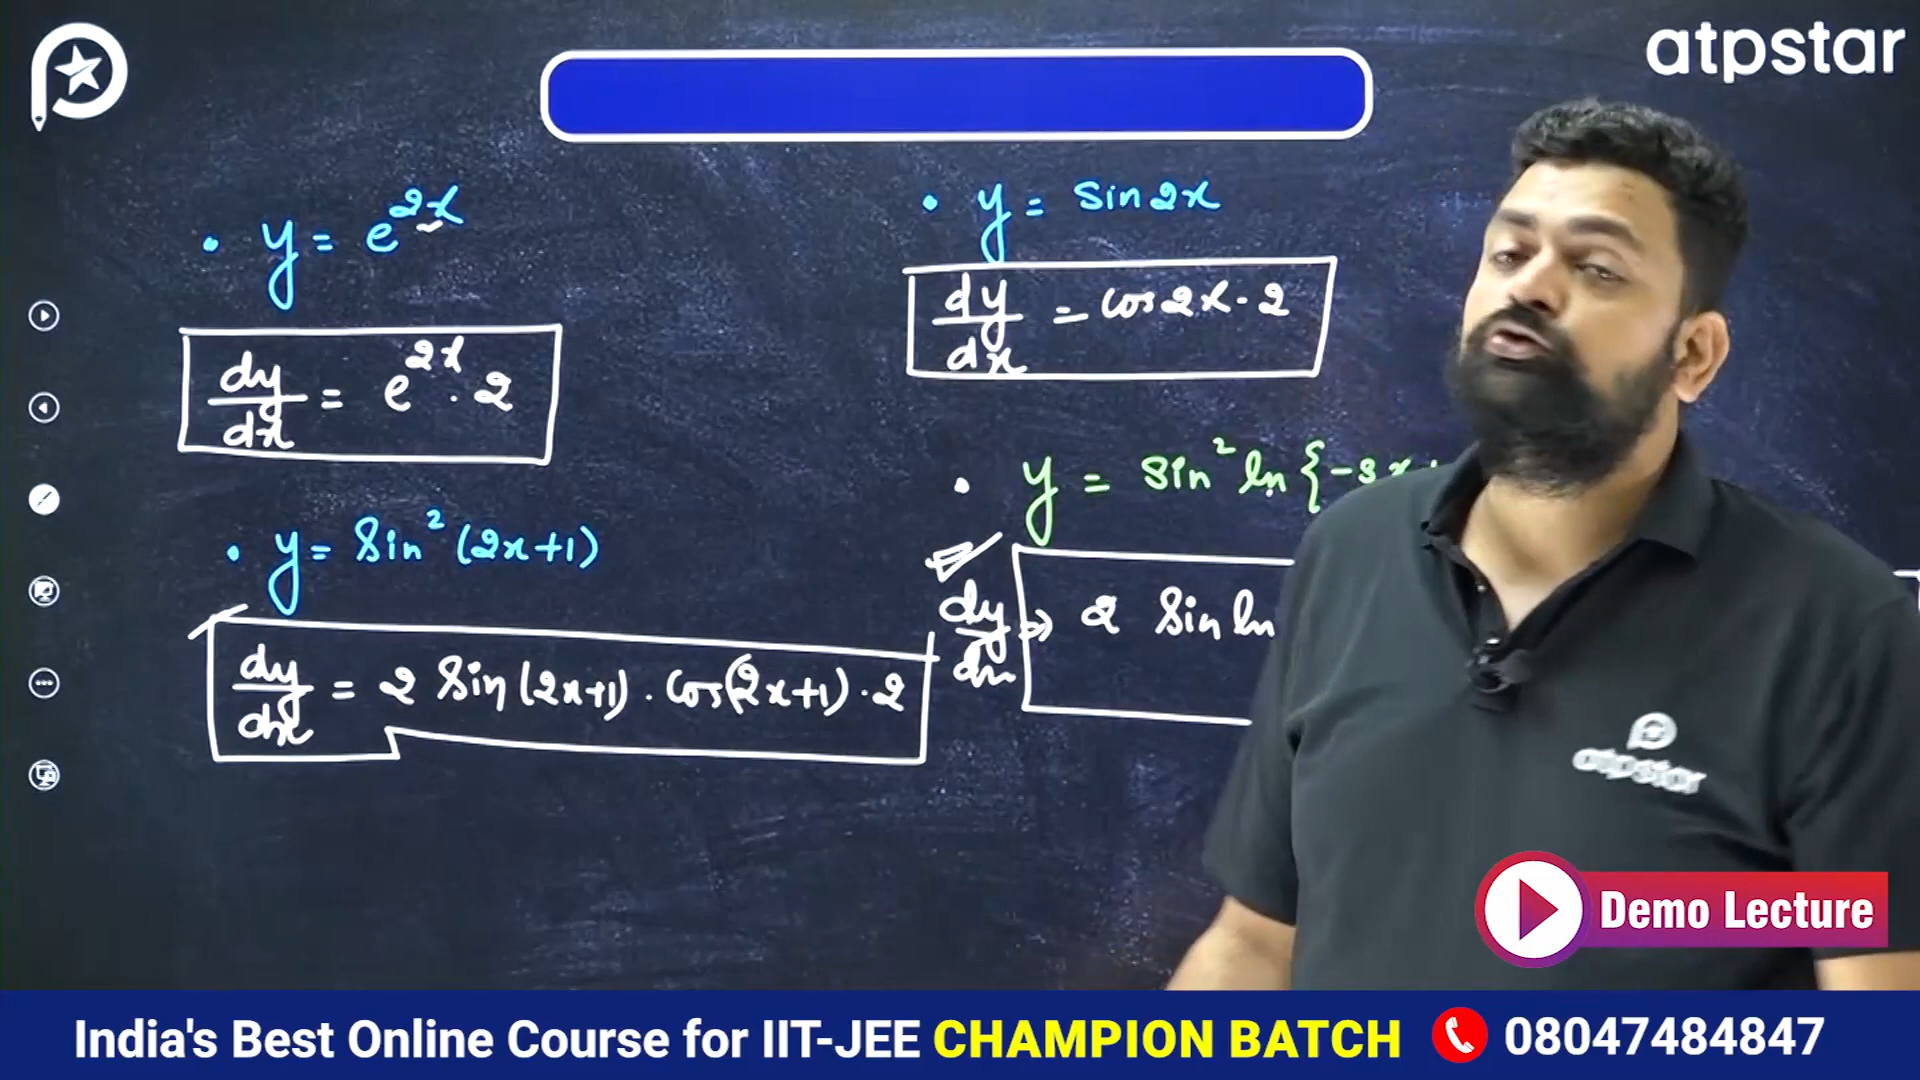 atpstar
y = e^2x
dy/dx = e^2x . 2
y = Sin² (2x+1)
dy/dx = 2 Sin (2x+1) . Cos(2x+1) . 2
y = Sin 2x
dy/dx = Cos 2x . 2
y = Sin² ln {-3x
dy/dx → 2 Sin ln
atpstar
Demo Lecture
India's Best Online Course for IIT-JEE CHAMPION BATCH 08047484847